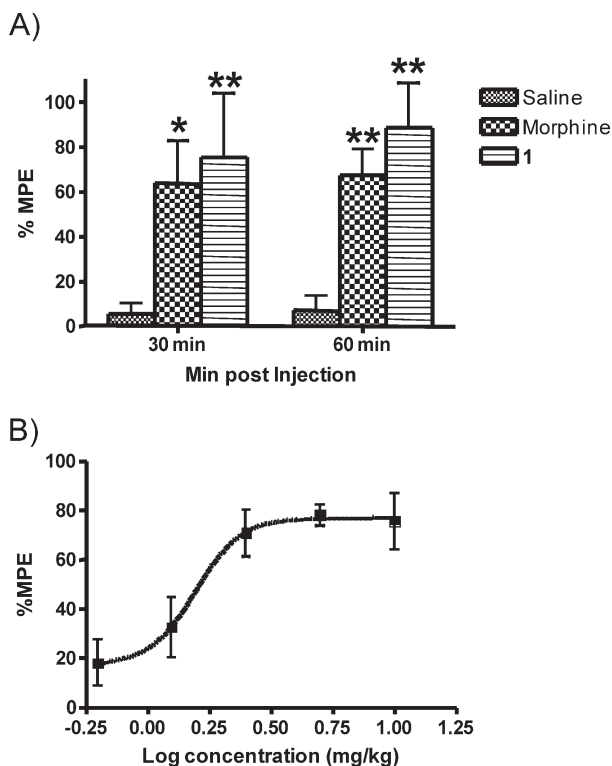 A)
** **
*
**
100
80
60
40
20
0
% MPE
30 min 60 min
Min post Injection
Saline
Morphine
1
B)
100
80
60
40
20
0
%MPE
-0.25 0.00 0.25 0.50 0.75 1.00 1.25
Log concentration (mg/kg)